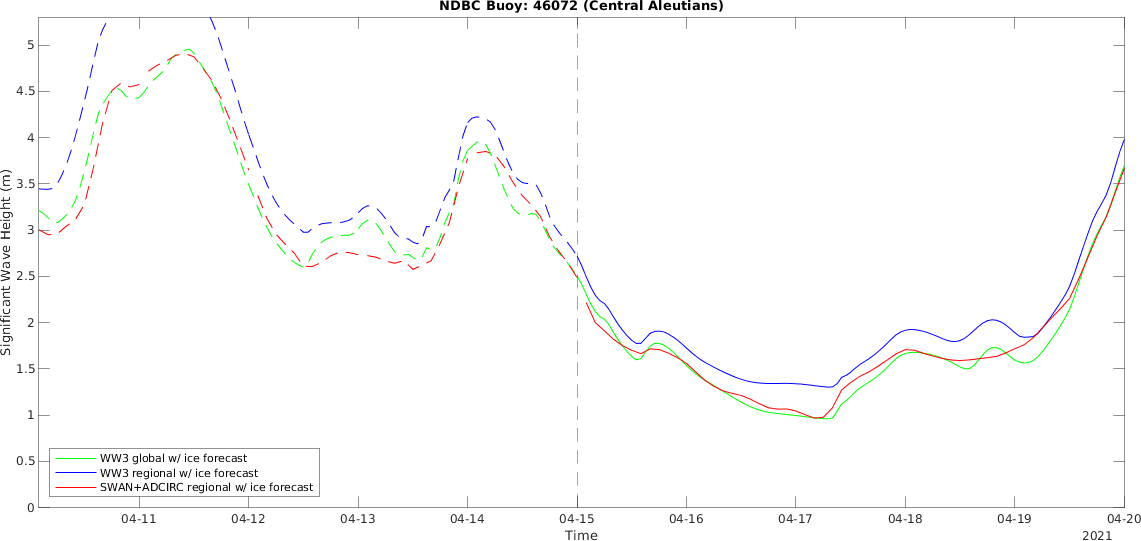 NDBC Buoy: 46072 (Central Aleutians)
Significant Wave Height (m)
5
4.5
4
3.5
3
2.5
2
1.5
1
0.5
0
WW3 global w/ ice forecast
WW3 regional w/ ice forecast
SWAN+ADCIRC regional w/ ice forecast
04-11 04-12 04-13 04-14 04-15 04-16 04-17 04-18 04-19 04-20
Time
2021